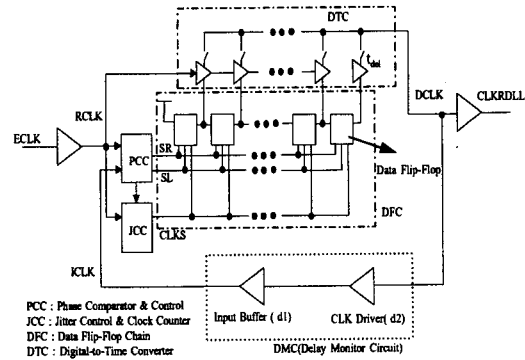 DTC
t_del
RCLK
DCLK
CLKRDLL
ECLK
PCC
SR
SL
Data Flip-Flop
JCC
CLKS
DFC
ICLK
Input Buffer ( d1)
CLK Driver( d2)
DMC(Delay Monitor Circuit)
PCC : Phase Comparator & Control
JCC : Jitter Control & Clock Counter
DFC : Data Flip-Flop Chain
DTC : Digital-to-Time Converter